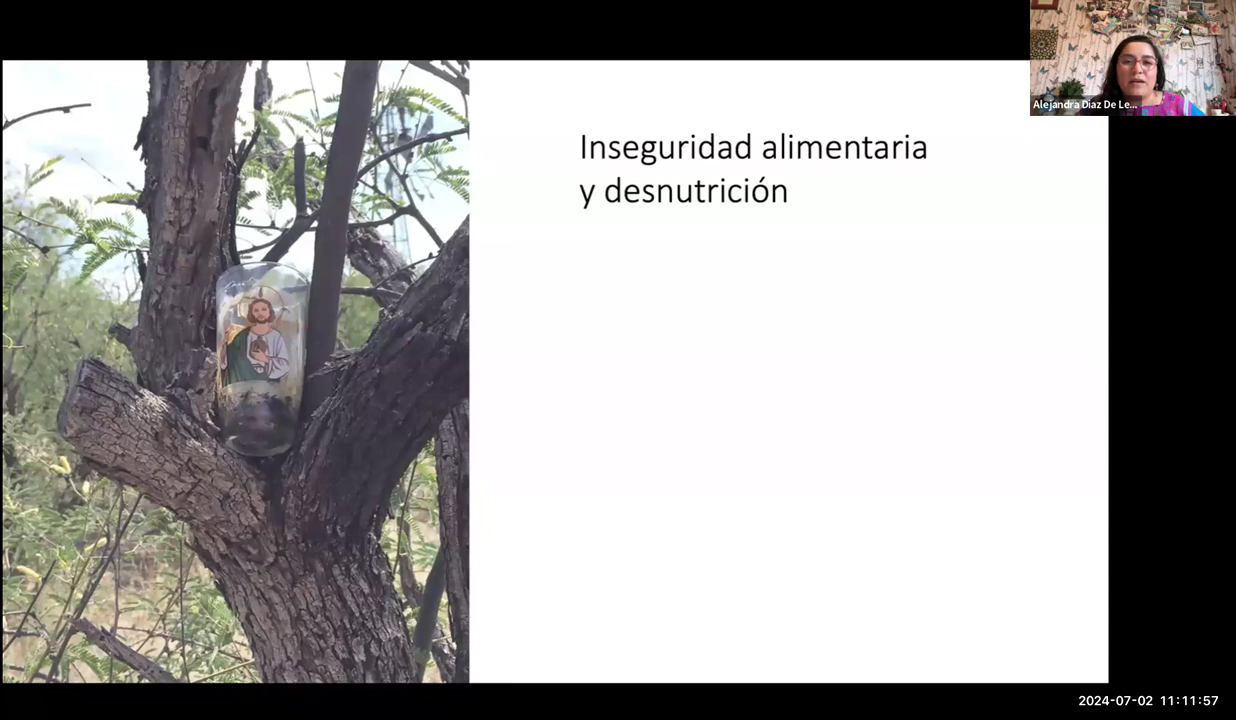 Alejandra Diaz De Le...
Inseguridad alimentaria
y desnutrición
2024-07-02 11:11:57